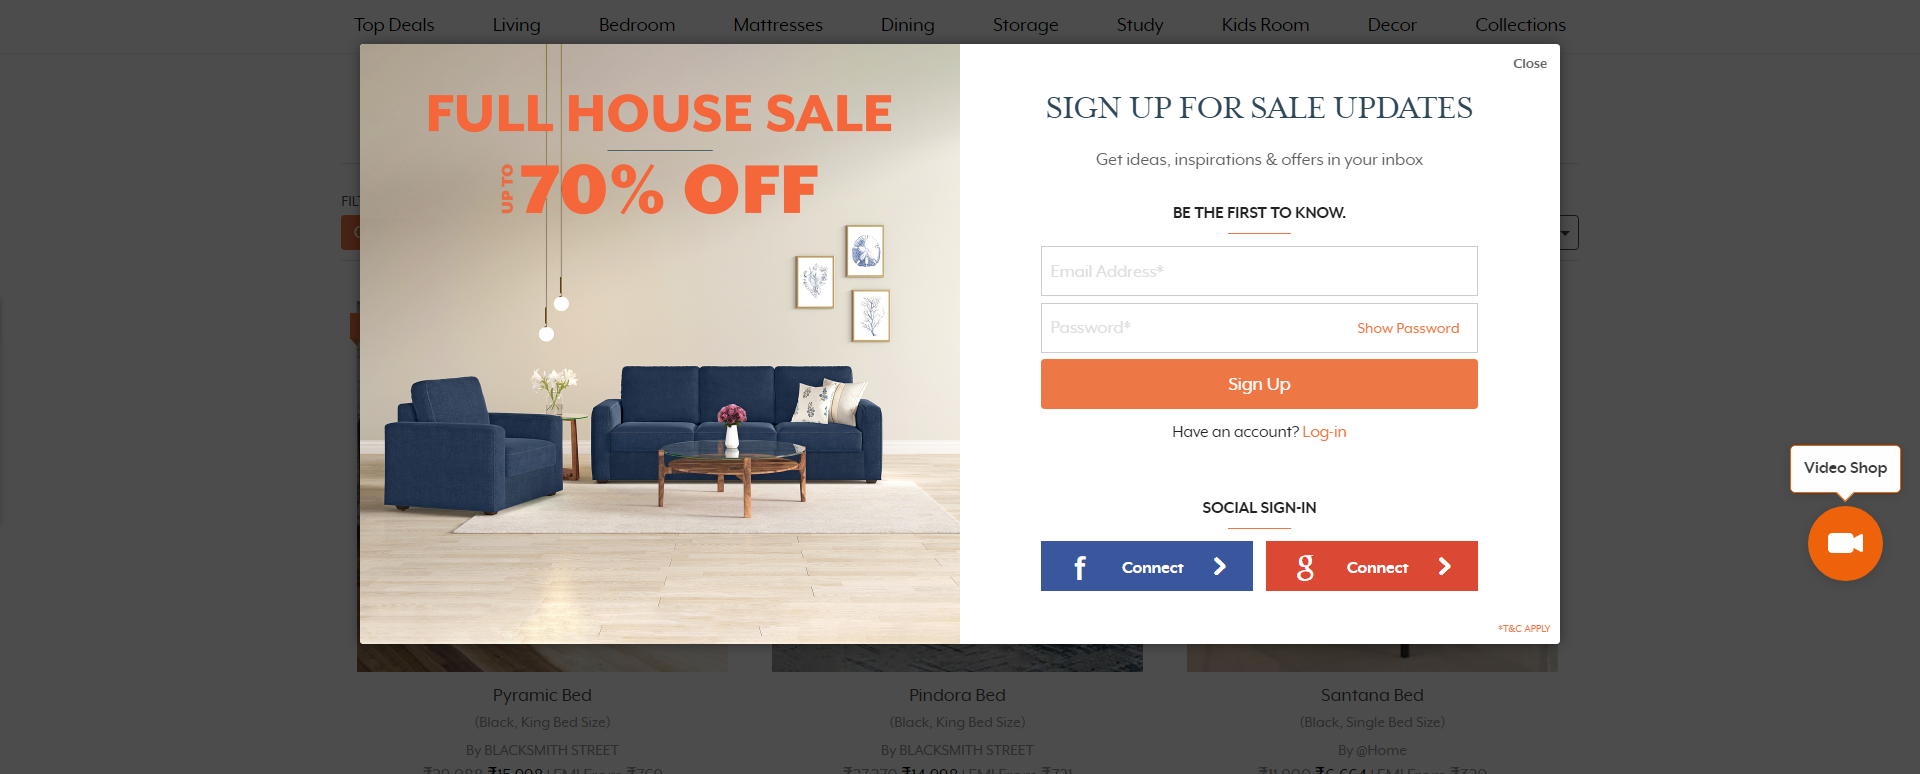 Top Deals Living Bedroom Mattresses Dining Storage Study Kids Room Decor Collections
Close
FULL HOUSE SALE
UP TO 70% OFF
SIGN UP FOR SALE UPDATES
Get ideas, inspirations & offers in your inbox
BE THE FIRST TO KNOW.
Email Address*
Password* Show Password
Sign Up
Have an account? Log-in
SOCIAL SIGN-IN
f Connect g Connect
*T&C APPLY
Video Shop
Pyramic Bed Pindora Bed Santana Bed
(Black, King Bed Size) (Black, King Bed Size) (Black, Single Bed Size)
By BLACKSMITH STREET By BLACKSMITH STREET By @Home